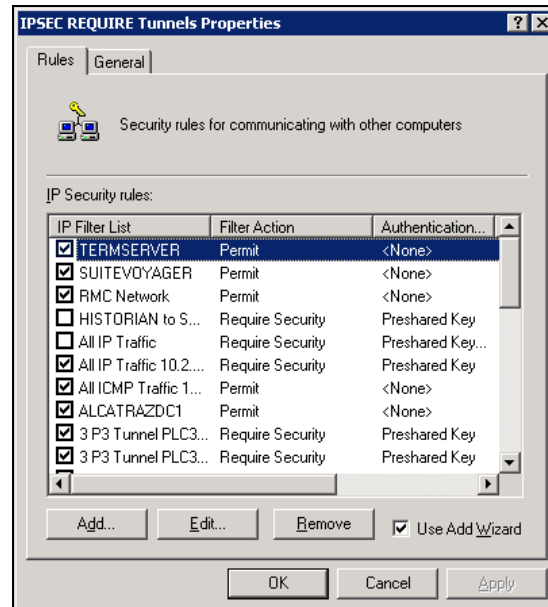 IPSEC REQUIRE Tunnels Properties
Rules General
Security rules for communicating with other computers
IP Security rules:
IP Filter List Filter Action Authentication...
TERMSERVER Permit <None>
SUITEVOYAGER Permit <None>
RMC Network Permit <None>
HISTORIAN to S... Require Security Preshared Key
All IP Traffic Require Security Preshared Key...
All IP Traffic 10.2.... Require Security Preshared Key
All ICMP Traffic 1... Permit <None>
ALCATRAZDC1 Permit <None>
3 P3 Tunnel PLC3... Require Security Preshared Key
3 P3 Tunnel PLC3... Require Security Preshared Key
Add... Edit... Remove Use Add Wizard
OK Cancel Apply